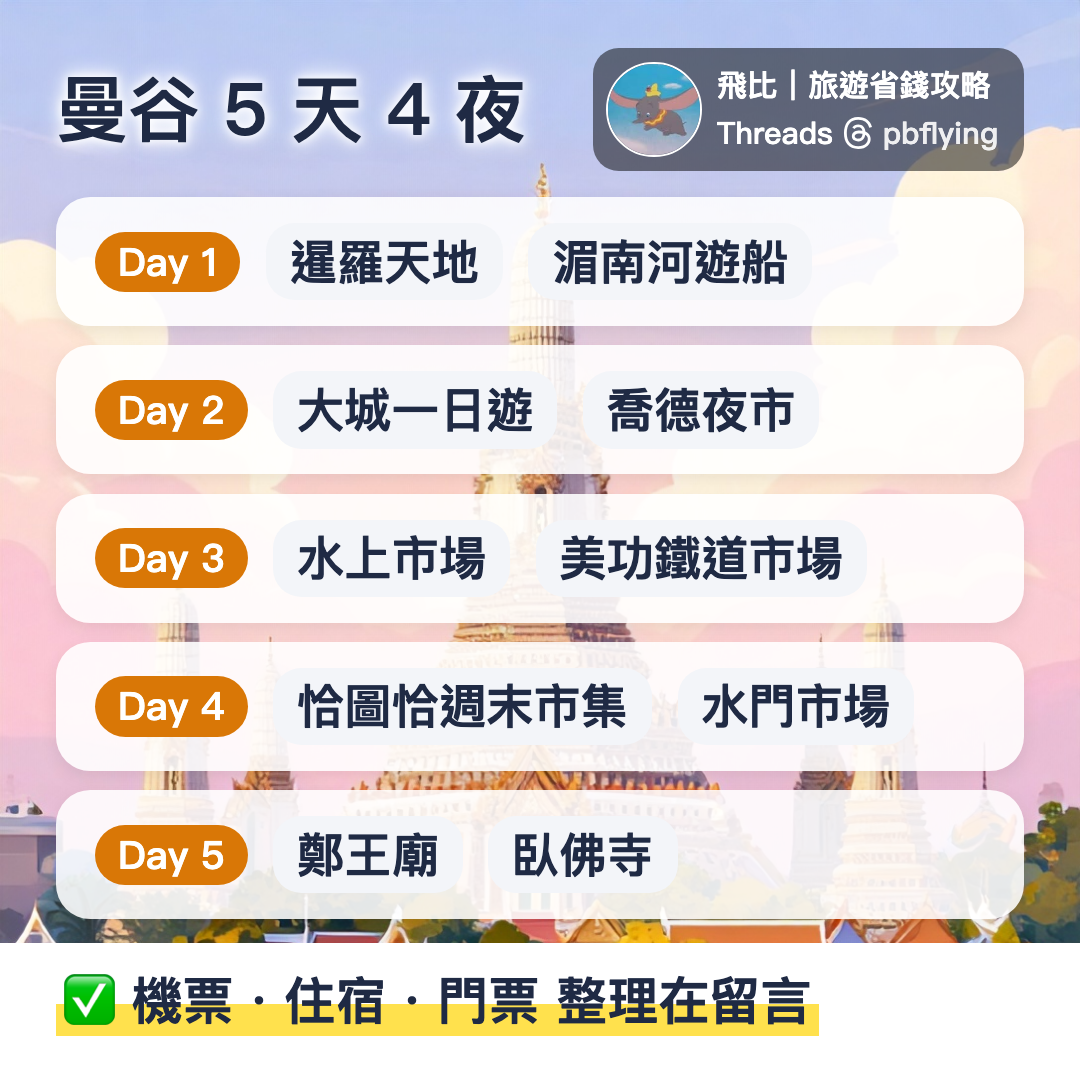 曼谷 5 天 4 夜
飛比｜旅遊省錢攻略
Threads @ pbflying
Day 1 暹羅天地 湄南河遊船
Day 2 大城一日遊 喬德夜市
Day 3 水上市場 美功鐵道市場
Day 4 恰圖恰週末市集 水門市場
Day 5 鄭王廟 臥佛寺
✅ 機票 · 住宿 · 門票 整理在留言